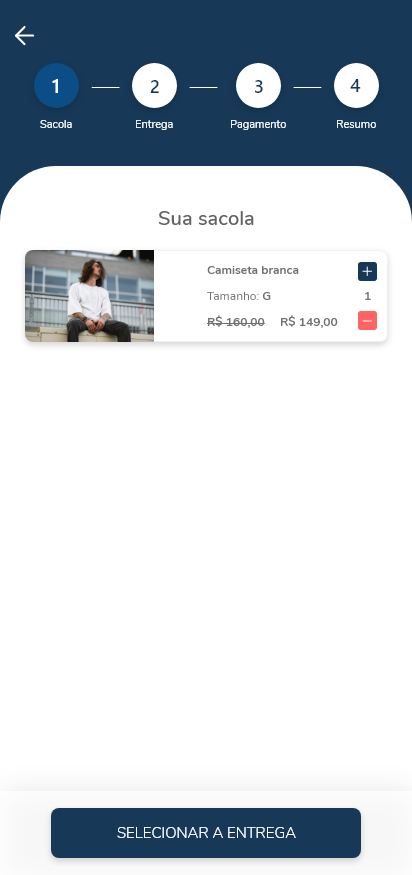 1 2 3 4
Sacola Entrega Pagamento Resumo
Sua sacola
Camiseta branca
Tamanho: G 1
R$ 160,00 R$ 149,00
SELECIONAR A ENTREGA